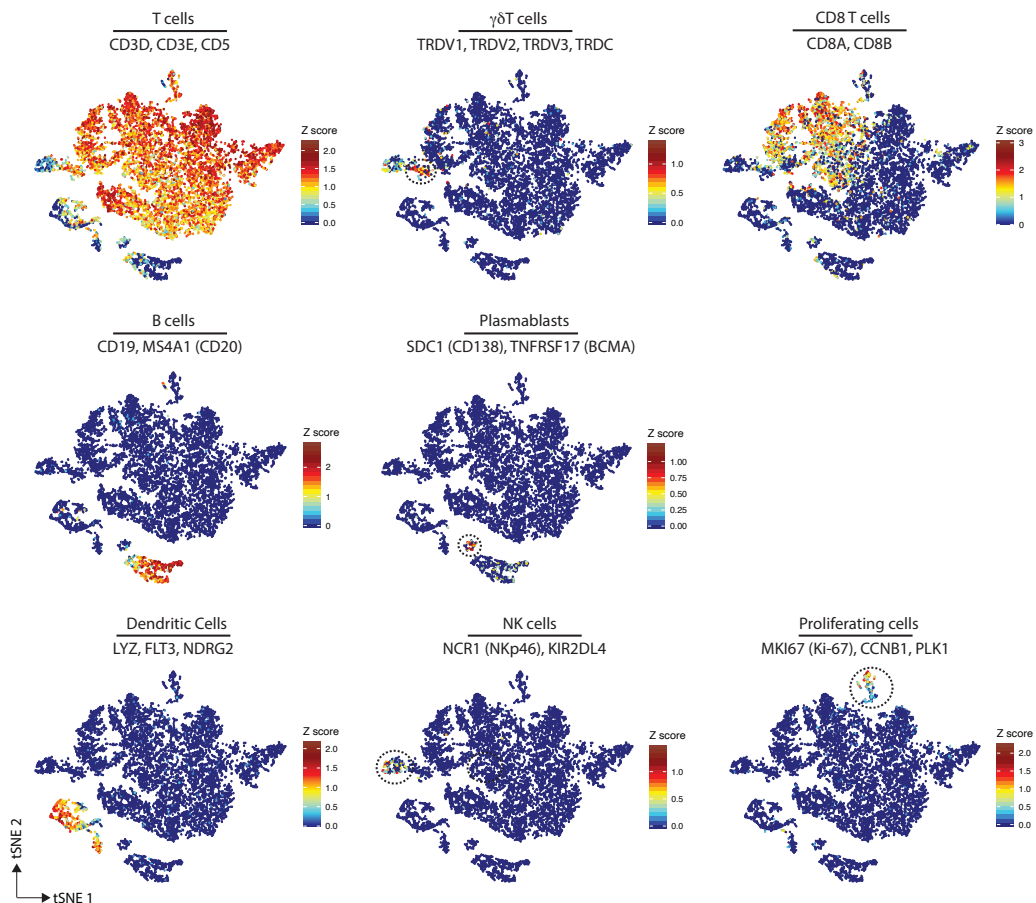 T cells
CD3D, CD3E, CD5
Z score
2.0
1.5
1.0
0.5
0.0
γδT cells
TRDV1, TRDV2, TRDV3, TRDC
Z score
1.0
0.5
0.0
CD8 T cells
CD8A, CD8B
Z score
3
2
1
0
B cells
CD19, MS4A1 (CD20)
Z score
2
1
0
Plasmablasts
SDC1 (CD138), TNFRSF17 (BCMA)
Z score
1.00
0.75
0.50
0.25
0.00
Dendritic Cells
LYZ, FLT3, NDRG2
Z score
2.0
1.5
1.0
0.5
0.0
NK cells
NCR1 (NKp46), KIR2DL4
Z score
1.0
0.5
0.0
Proliferating cells
MKI67 (Ki-67), CCNB1, PLK1
Z score
2.0
1.5
1.0
0.5
0.0
tSNE 2
tSNE 1